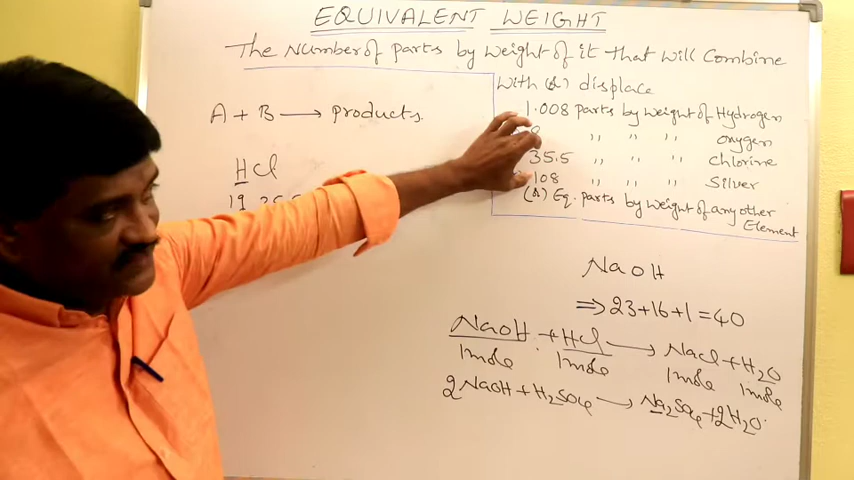 EQUIVALENT WEIGHT
The Number of parts by weight of it that will Combine
With (or) displace
1.008 parts by weight of Hydrogen
8 ,, ,, ,, oxygen
35.5 ,, ,, ,, chlorine
108 ,, ,, ,, Silver
(or) Eq. parts by weight of any other
Element
A + B ⟶ products.
HCl
NaOH
⇒ 23+16+1 = 40
NaOH + HCl ⟶ NaCl + H2O
1mole 1mole 1mole 1mole
2NaOH + H2SO4 ⟶ Na2SO4 + 2H2O